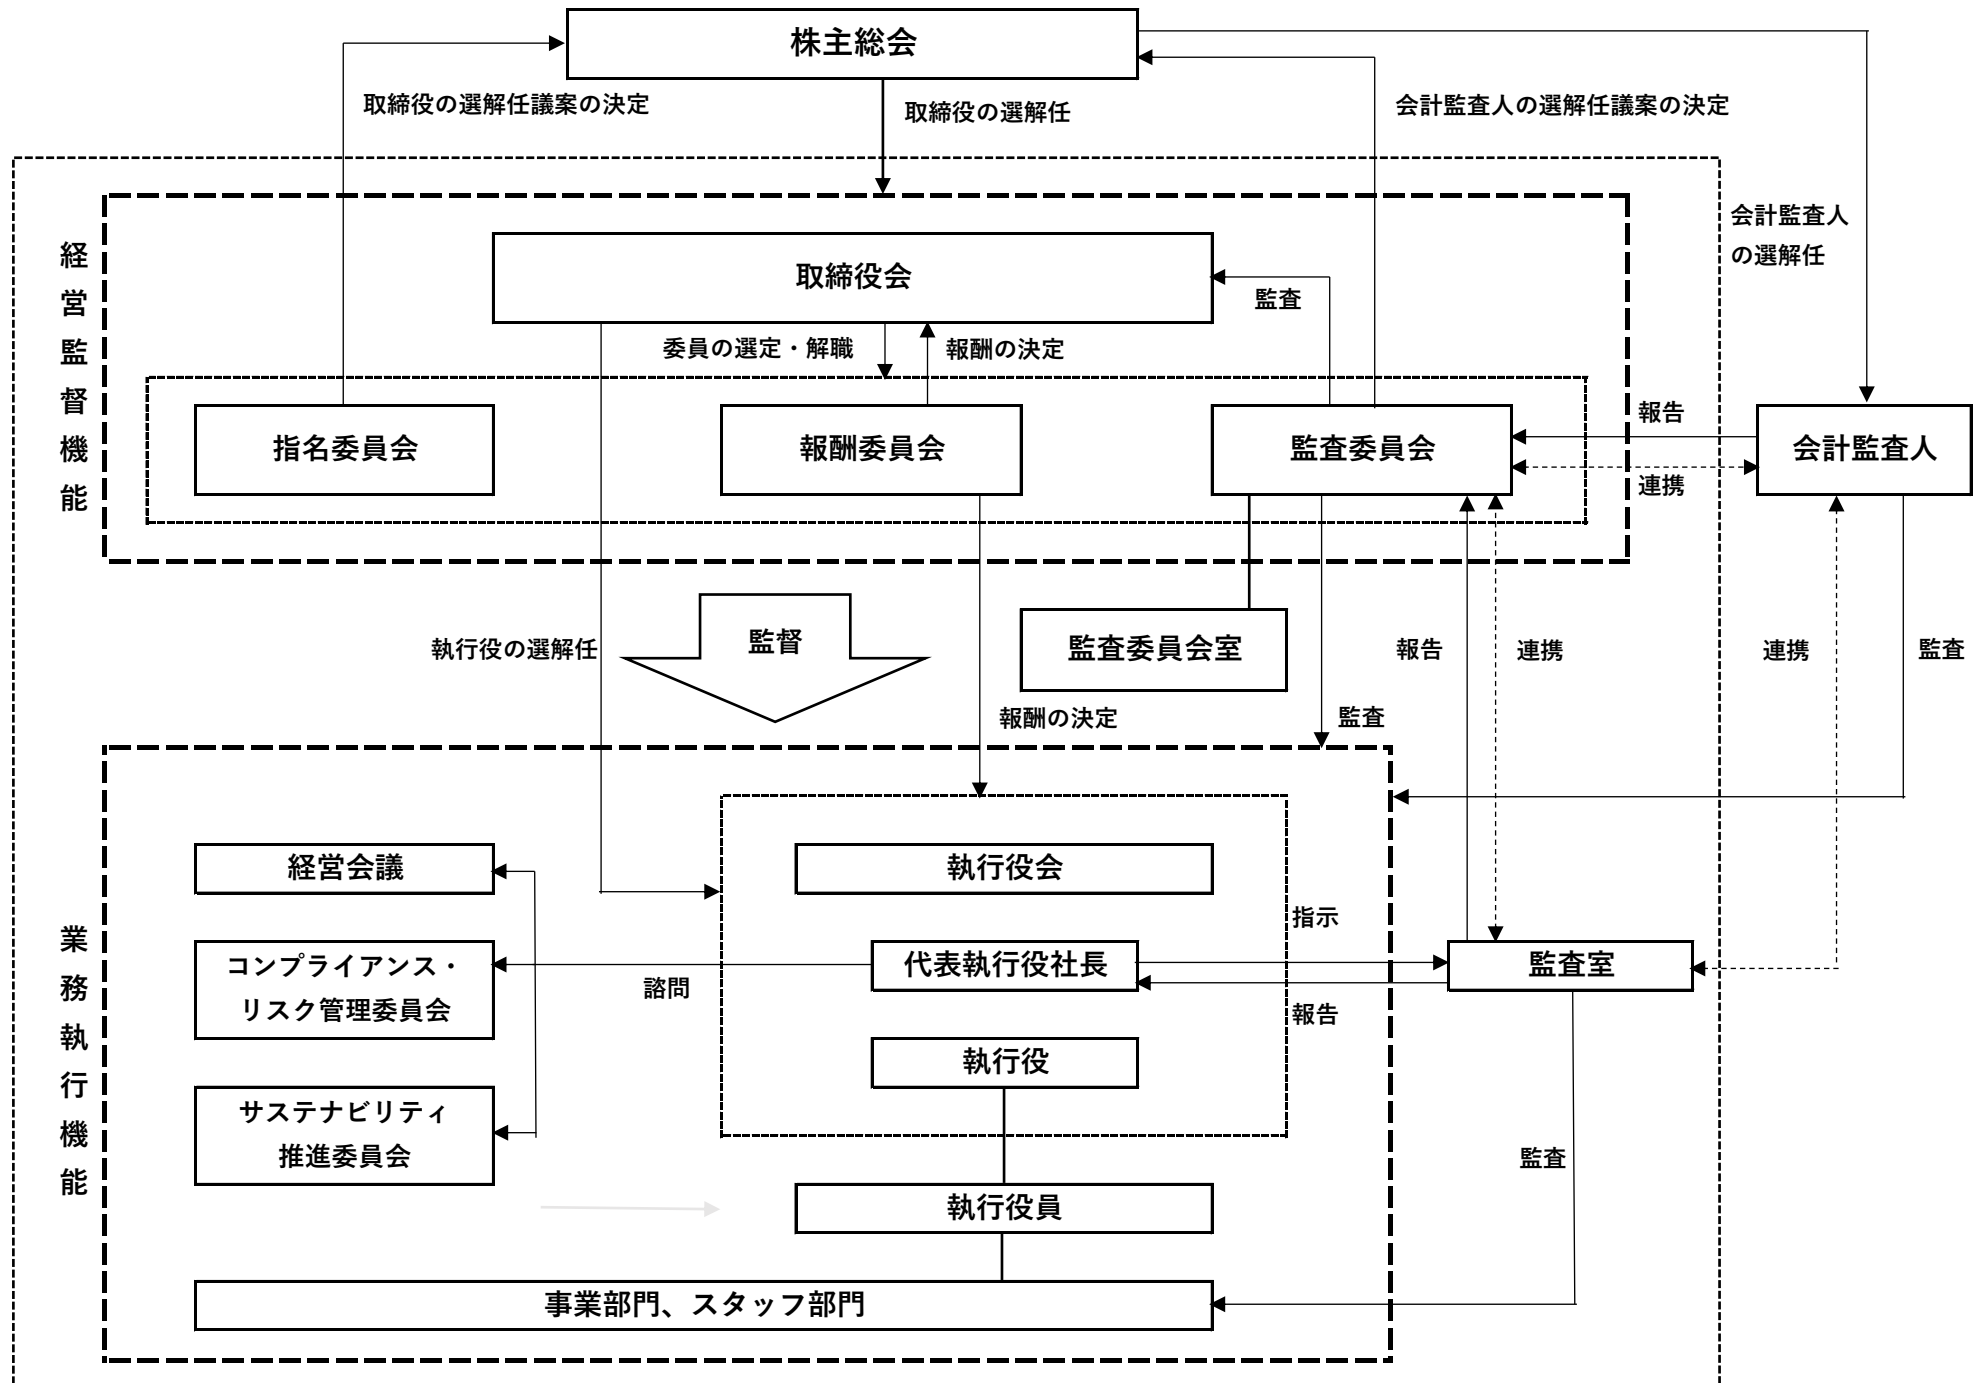 株主総会
取締役の選解任議案の決定
取締役の選解任
会計監査人の選解任議案の決定
会計監査人
の選解任
経営監督機能
取締役会
監査
委員の選定・解職
報酬の決定
指名委員会
報酬委員会
監査委員会
報告
連携
会計監査人
執行役の選解任
監督
監査委員会室
報酬の決定
監査
報告
連携
連携
監査
業務執行機能
経営会議
執行役会
指示
コンプライアンス・
リスク管理委員会
諮問
代表執行役社長
監査室
報告
執行役
サステナビリティ
推進委員会
監査
執行役員
事業部門、スタッフ部門